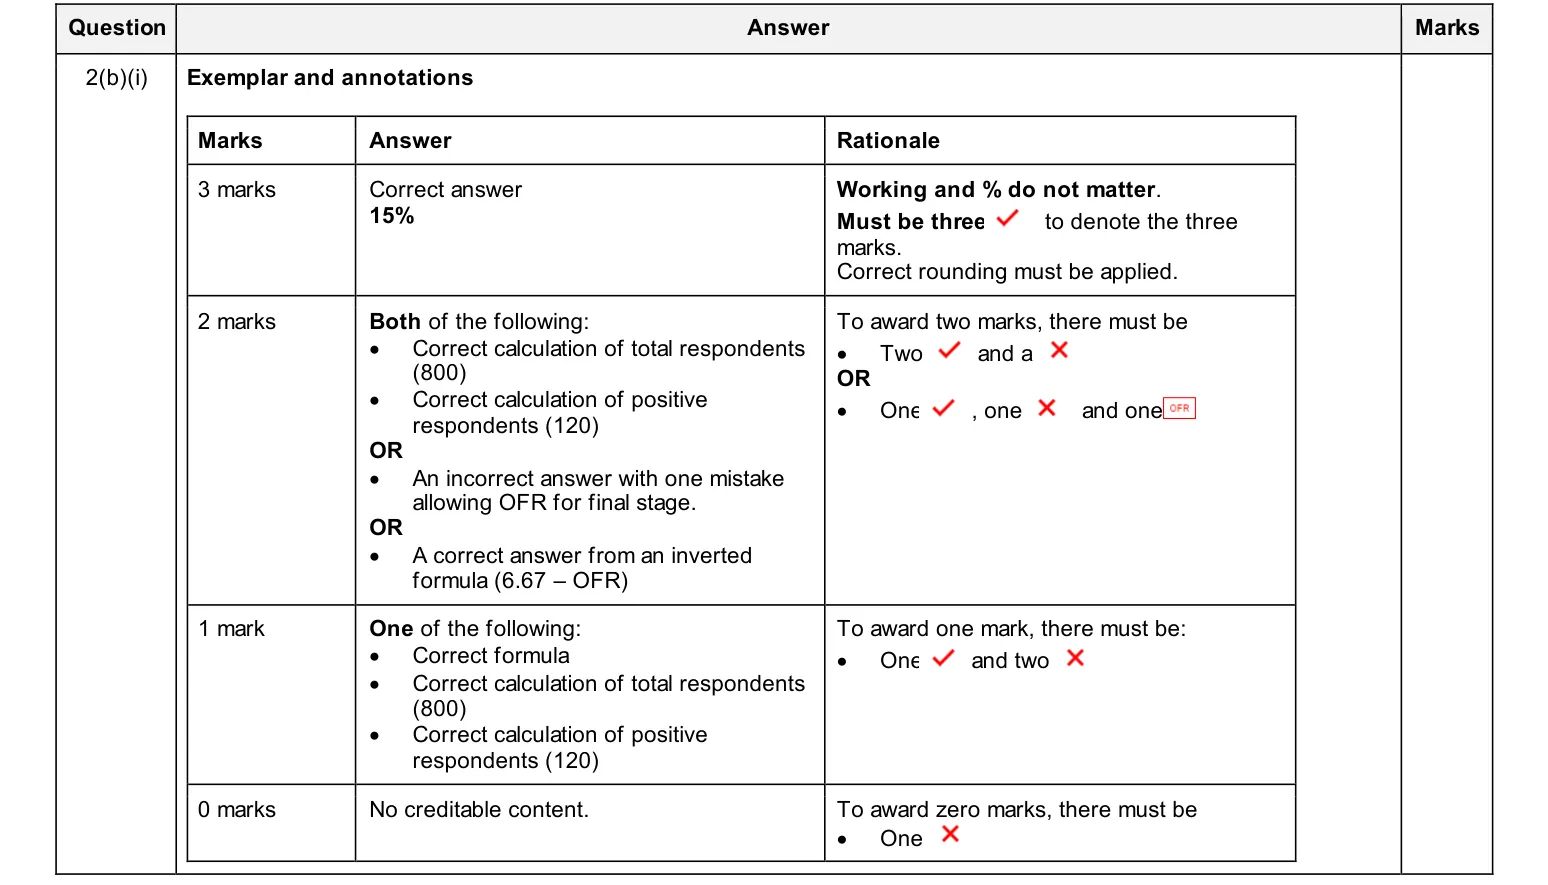 Question Answer Marks
2(b)(i) Exemplar and annotations
Marks Answer Rationale
3 marks Correct answer Working and % do not matter.
15% Must be three to denote the three
marks.
Correct rounding must be applied.
2 marks Both of the following: To award two marks, there must be
• Correct calculation of total respondents • Two and a
(800) OR
• Correct calculation of positive • One , one and one OFR
respondents (120)
OR
• An incorrect answer with one mistake
allowing OFR for final stage.
OR
• A correct answer from an inverted
formula (6.67 – OFR)
1 mark One of the following: To award one mark, there must be:
• Correct formula • One and two
• Correct calculation of total respondents
(800)
• Correct calculation of positive
respondents (120)
0 marks No creditable content. To award zero marks, there must be
• One